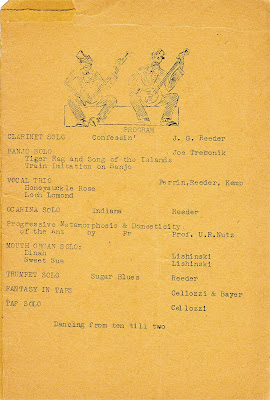 PROGRAM
CLARINET SOLO Confessin' J. G. Reeder
BANJO SOLO Joe Trebonik
Tiger Rag and Song of the Islands
Train Imitation on Banjo
VOCAL TRIO Perrin, Reeder, Kemp
Honeysuckle Rose
Loch Lomond
OCARINA SOLO Indiana Reeder
Progressive Metamorphosis & Domesticity
of the Ant by Pr Prof. U.R.Nutz
MOUTH ORGAN SOLO:
Dinah Lishinski
Sweet Sue Lishinski
TRUMPET SOLO Sugar Blues Reeder
FANTASY IN TAPS Cellozzi & Bayer
TAP SOLO Cellozzi
Dancing from ten till two